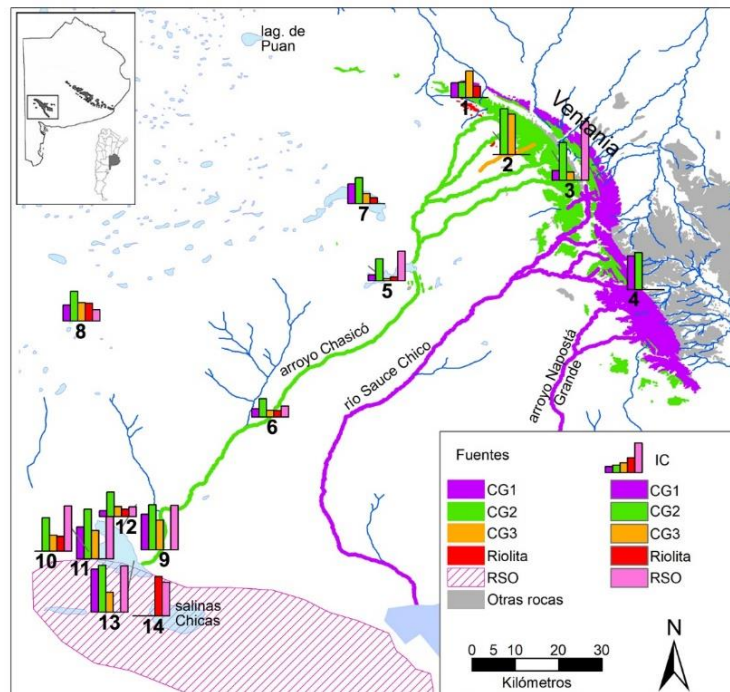 lag. de
Puan
Ventania
1
2
3
7
4
5
8
arroyo Chasicó
río Sauce Chico
arroyo Napostá
Grande
6
12
10
11
9
13
14
salinas
Chicas
Fuentes
IC
CG1
CG1
CG2
CG2
CG3
CG3
Riolita
Riolita
RSO
RSO
Otras rocas
N
0 10 20 30
Kilómetros